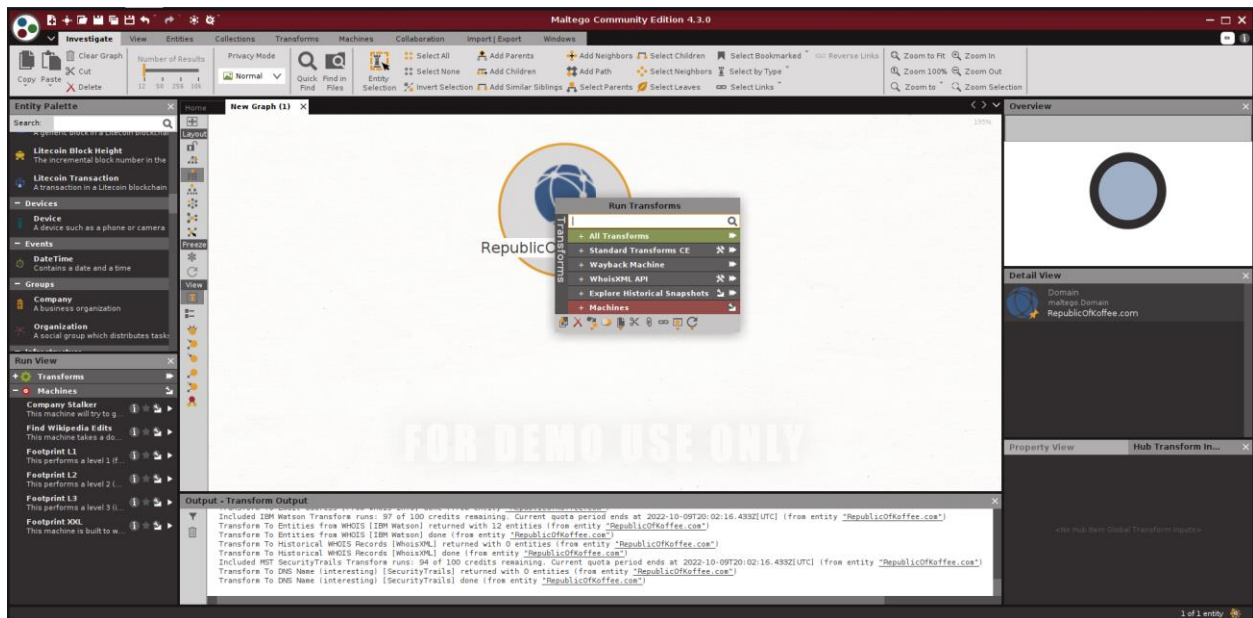 Maltego Community Edition 4.3.0
Investigate View Entities Collections Transforms Machines Collaboration Import | Export Windows
Copy Paste
Clear Graph
Cut
Delete
Number of Results
12 50 256 10k
Privacy Mode
Normal
Quick Find
Find in Files
Entity Selection
Select All
Select None
Invert Selection
Add Parents
Add Children
Add Similar Siblings
Add Neighbors
Add Path
Select Parents
Select Children
Select Neighbors
Select Leaves
Select Bookmarked
Select by Type
Select Links
Reverse Links
Zoom to Fit
Zoom 100%
Zoom to
Zoom In
Zoom Out
Zoom Selection
Entity Palette
Search:
A generic block in a Litecoin blockchai
Litecoin Block Height
The incremental block number in the
Litecoin Transaction
A transaction in a Litecoin blockchain
Devices
Device
A device such as a phone or camera
Events
DateTime
Contains a date and a time
Groups
Company
A business organization
Organization
A social group which distributes task
Run View
Transforms
Machines
Company Stalker
This machine will try to g...
Find Wikipedia Edits
This machine takes a do...
Footprint L1
This performs a level 1 (f...
Footprint L2
This performs a level 2 (...
Footprint L3
This performs a level 3 (i...
Footprint XXL
This machine is built to w...
Home New Graph (1)
Layout
Freeze
View
195%
RepublicO
Run Transforms
Transforms
+ All Transforms
+ Standard Transforms CE
+ Wayback Machine
+ WhoisXML API
+ Explore Historical Snapshots
+ Machines
FOR DEMO USE ONLY
Output - Transform Output
Included IBM Watson Transform runs: 97 of 100 credits remaining. Current quota period ends at 2022-10-09T20:02:16.433Z[UTC] (from entity "RepublicOfKoffee.com")
Transform To Entities from WHOIS [IBM Watson] returned with 12 entities (from entity "RepublicOfKoffee.com")
Transform To Entities from WHOIS [IBM Watson] done (from entity "RepublicOfKoffee.com")
Transform To Historical WHOIS Records [WhoisXML] returned with 0 entities (from entity "RepublicOfKoffee.com")
Transform To Historical WHOIS Records [WhoisXML] done (from entity "RepublicOfKoffee.com")
Included MST SecurityTrails Transform runs: 94 of 100 credits remaining. Current quota period ends at 2022-10-09T20:02:16.433Z[UTC] (from entity "RepublicOfKoffee.com")
Transform To DNS Name (interesting) [SecurityTrails] returned with 0 entities (from entity "RepublicOfKoffee.com")
Transform To DNS Name (interesting) [SecurityTrails] done (from entity "RepublicOfKoffee.com")
Overview
Detail View
Domain
maltego.Domain
RepublicOfKoffee.com
Property View Hub Transform In...
<No Hub Item Global Transform Inputs>
1 of 1 entity